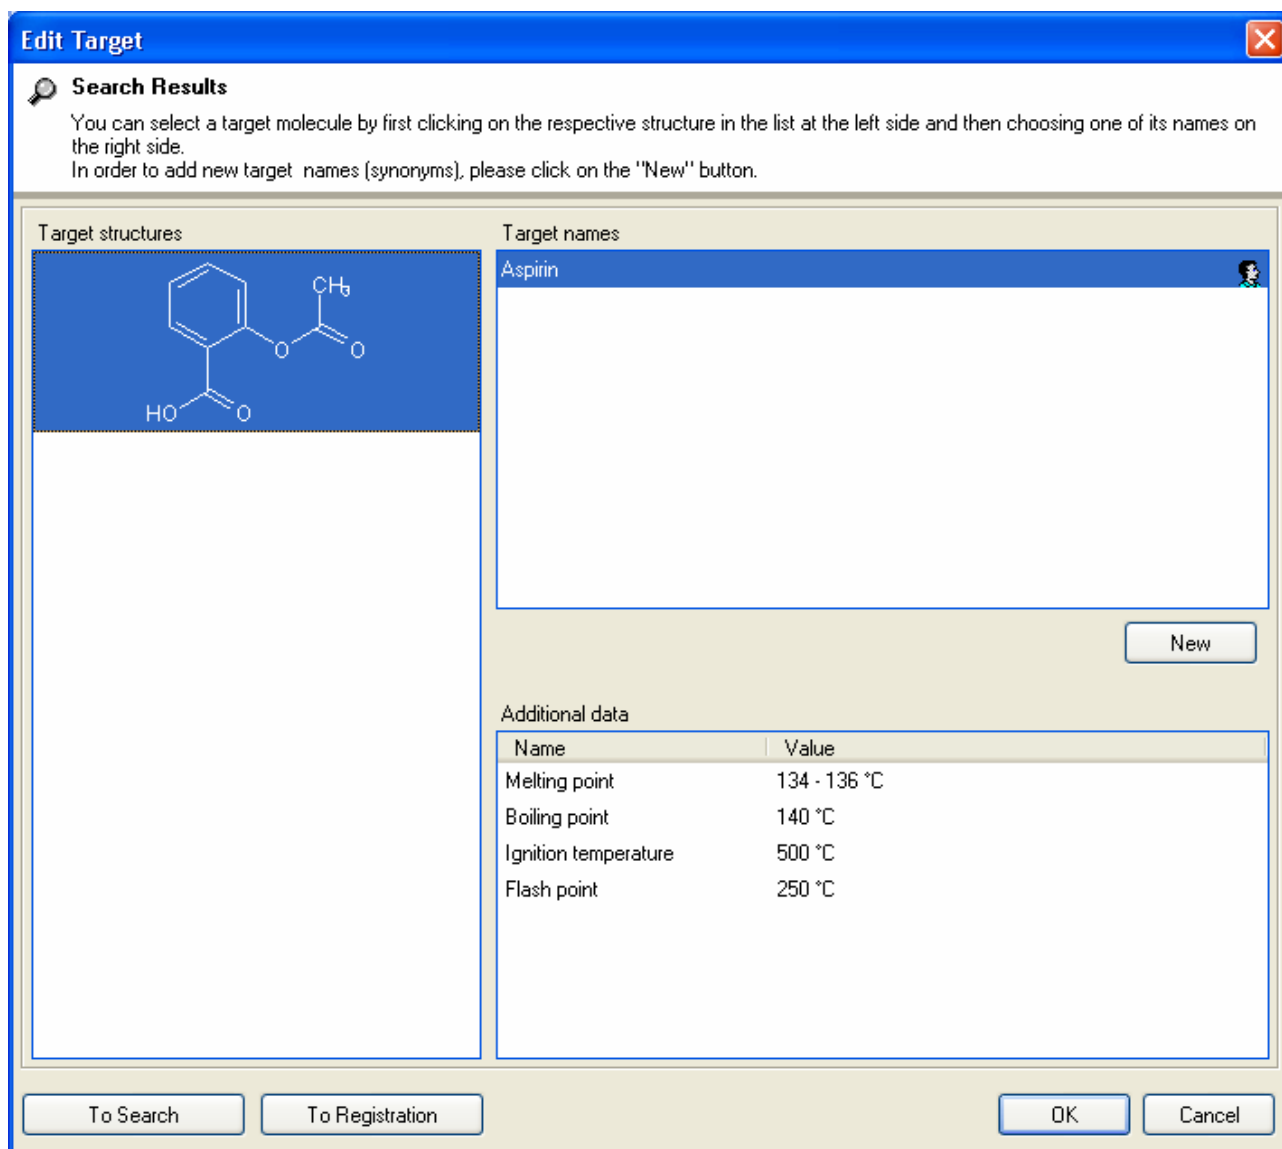 Edit Target
Search Results
You can select a target molecule by first clicking on the respective structure in the list at the left side and then choosing one of its names on
the right side.
In order to add new target  names (synonyms), please click on the "New" button.
Target structures
CH3
O
O
HO
O
Target names
Aspirin
New
Additional data
Name Value
Melting point 134 - 136 °C
Boiling point 140 °C
Ignition temperature 500 °C
Flash point 250 °C
To Search To Registration OK Cancel